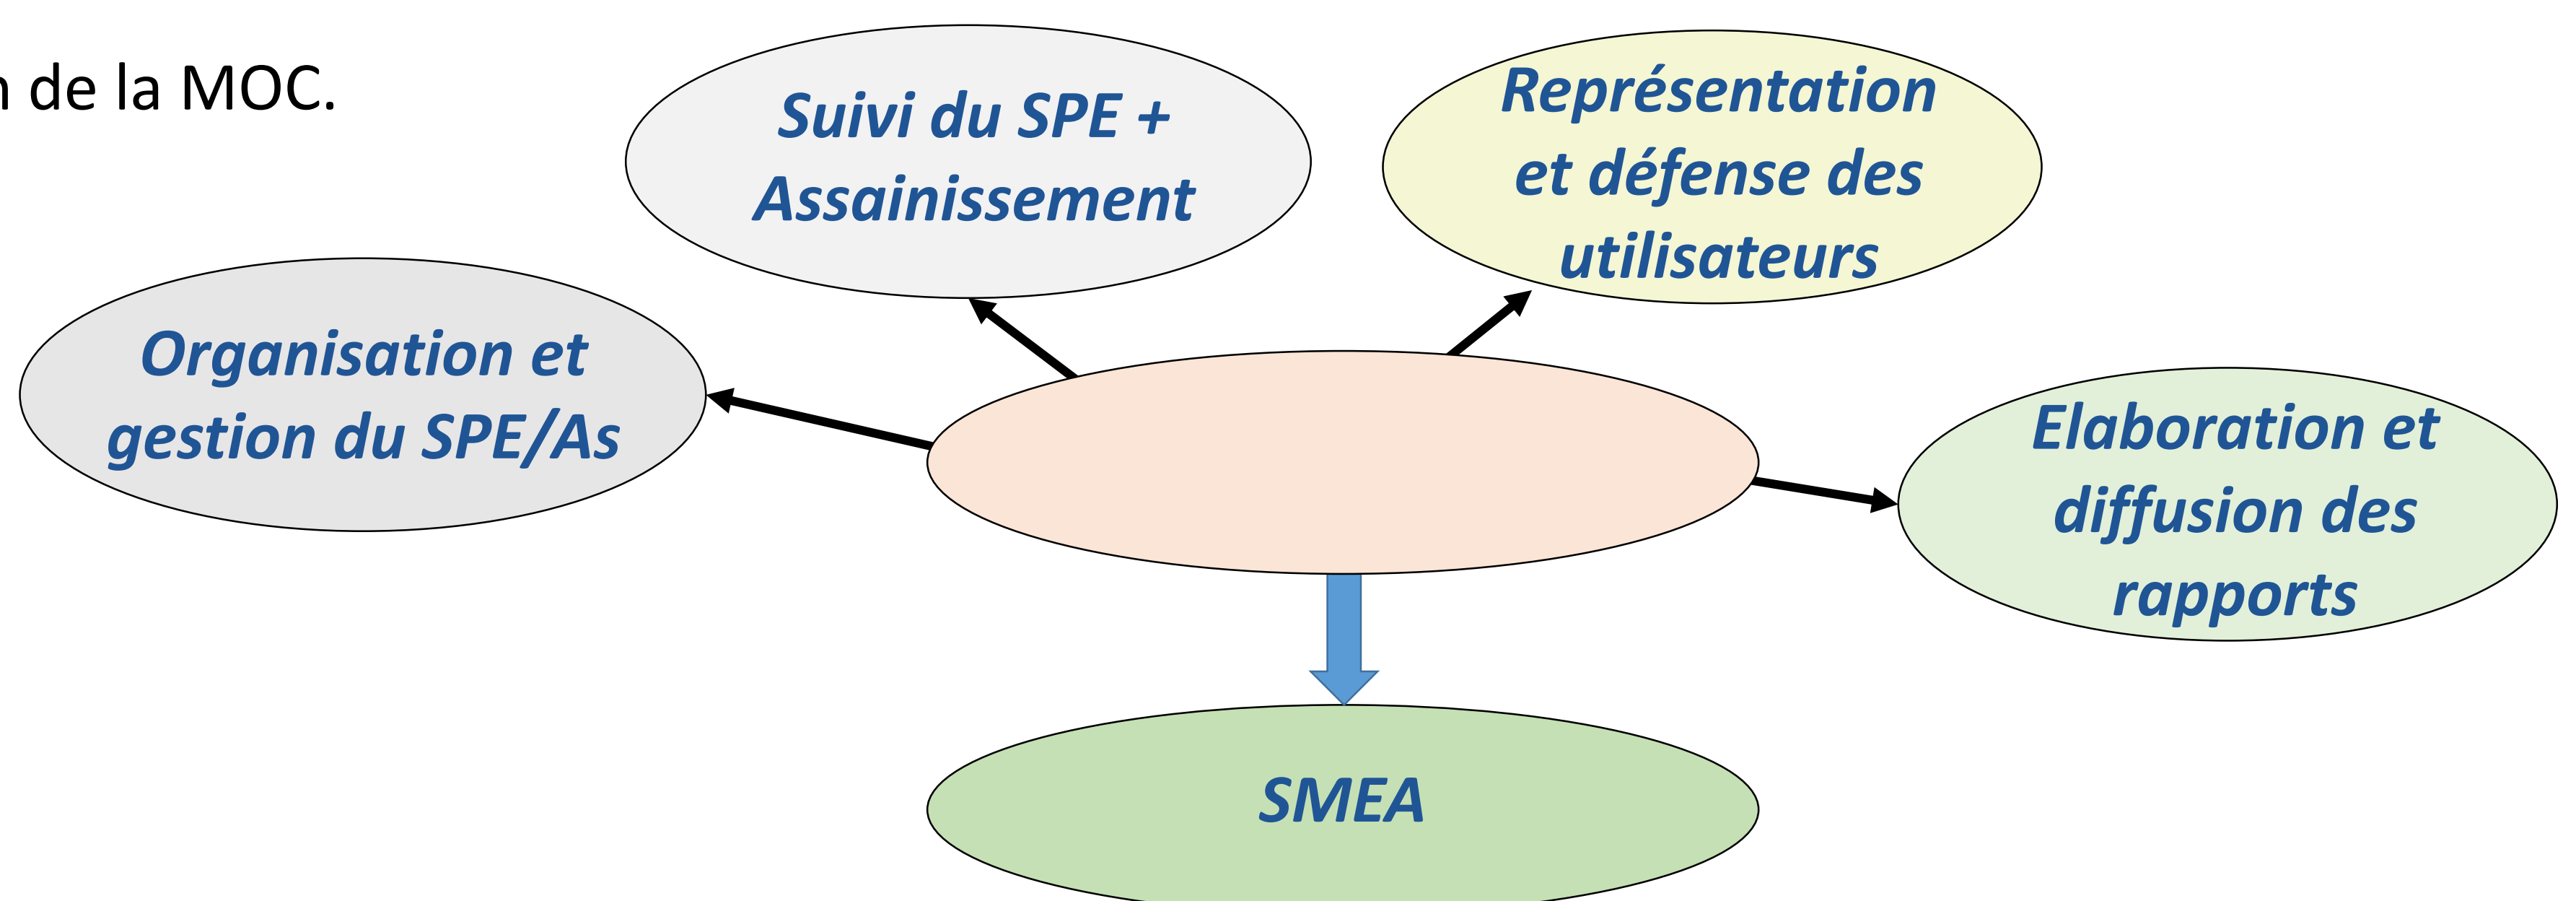 de la MOC.
Suivi du SPE +
Assainissement
Représentation
et défense des
utilisateurs
Organisation et
gestion du SPE/As
Elaboration et
diffusion des
rapports
SMEA